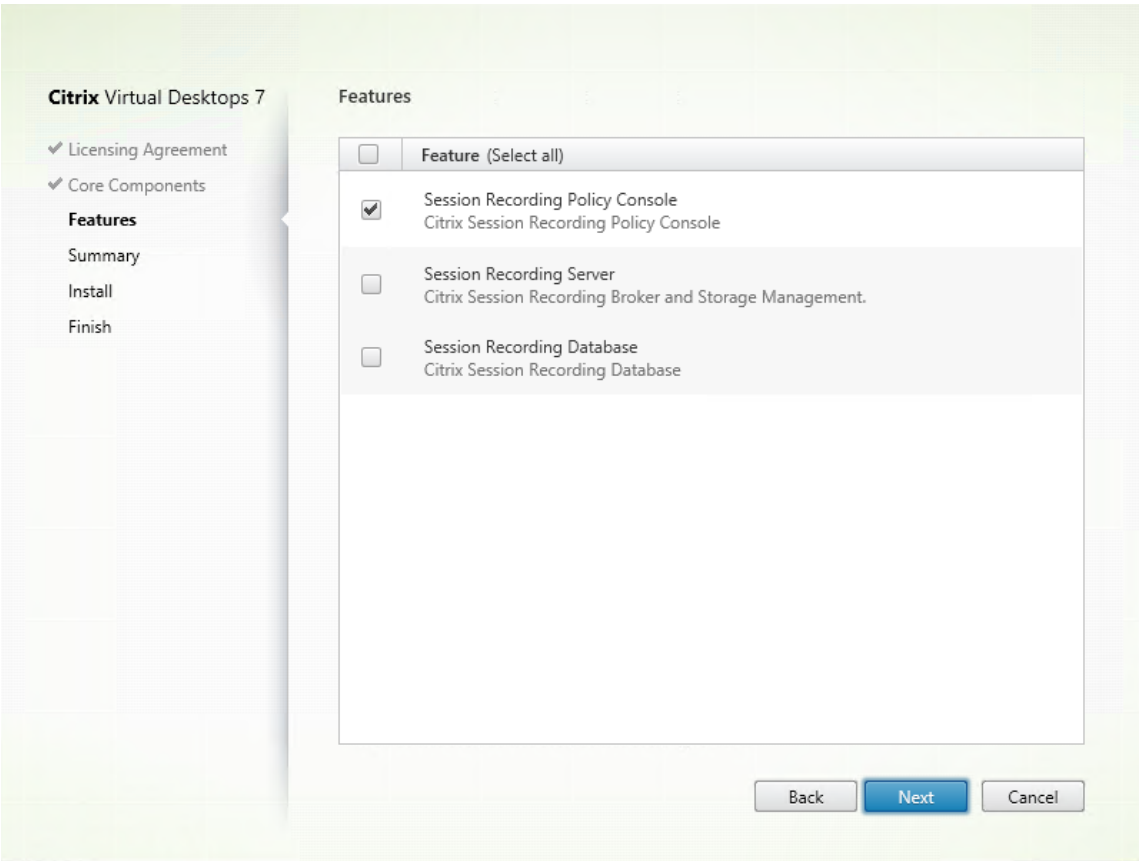 Citrix Virtual Desktops 7
Licensing Agreement
Core Components
Features
Summary
Install
Finish
Features
Feature (Select all)
Session Recording Policy Console
Citrix Session Recording Policy Console
Session Recording Server
Citrix Session Recording Broker and Storage Management.
Session Recording Database
Citrix Session Recording Database
Back
Next
Cancel